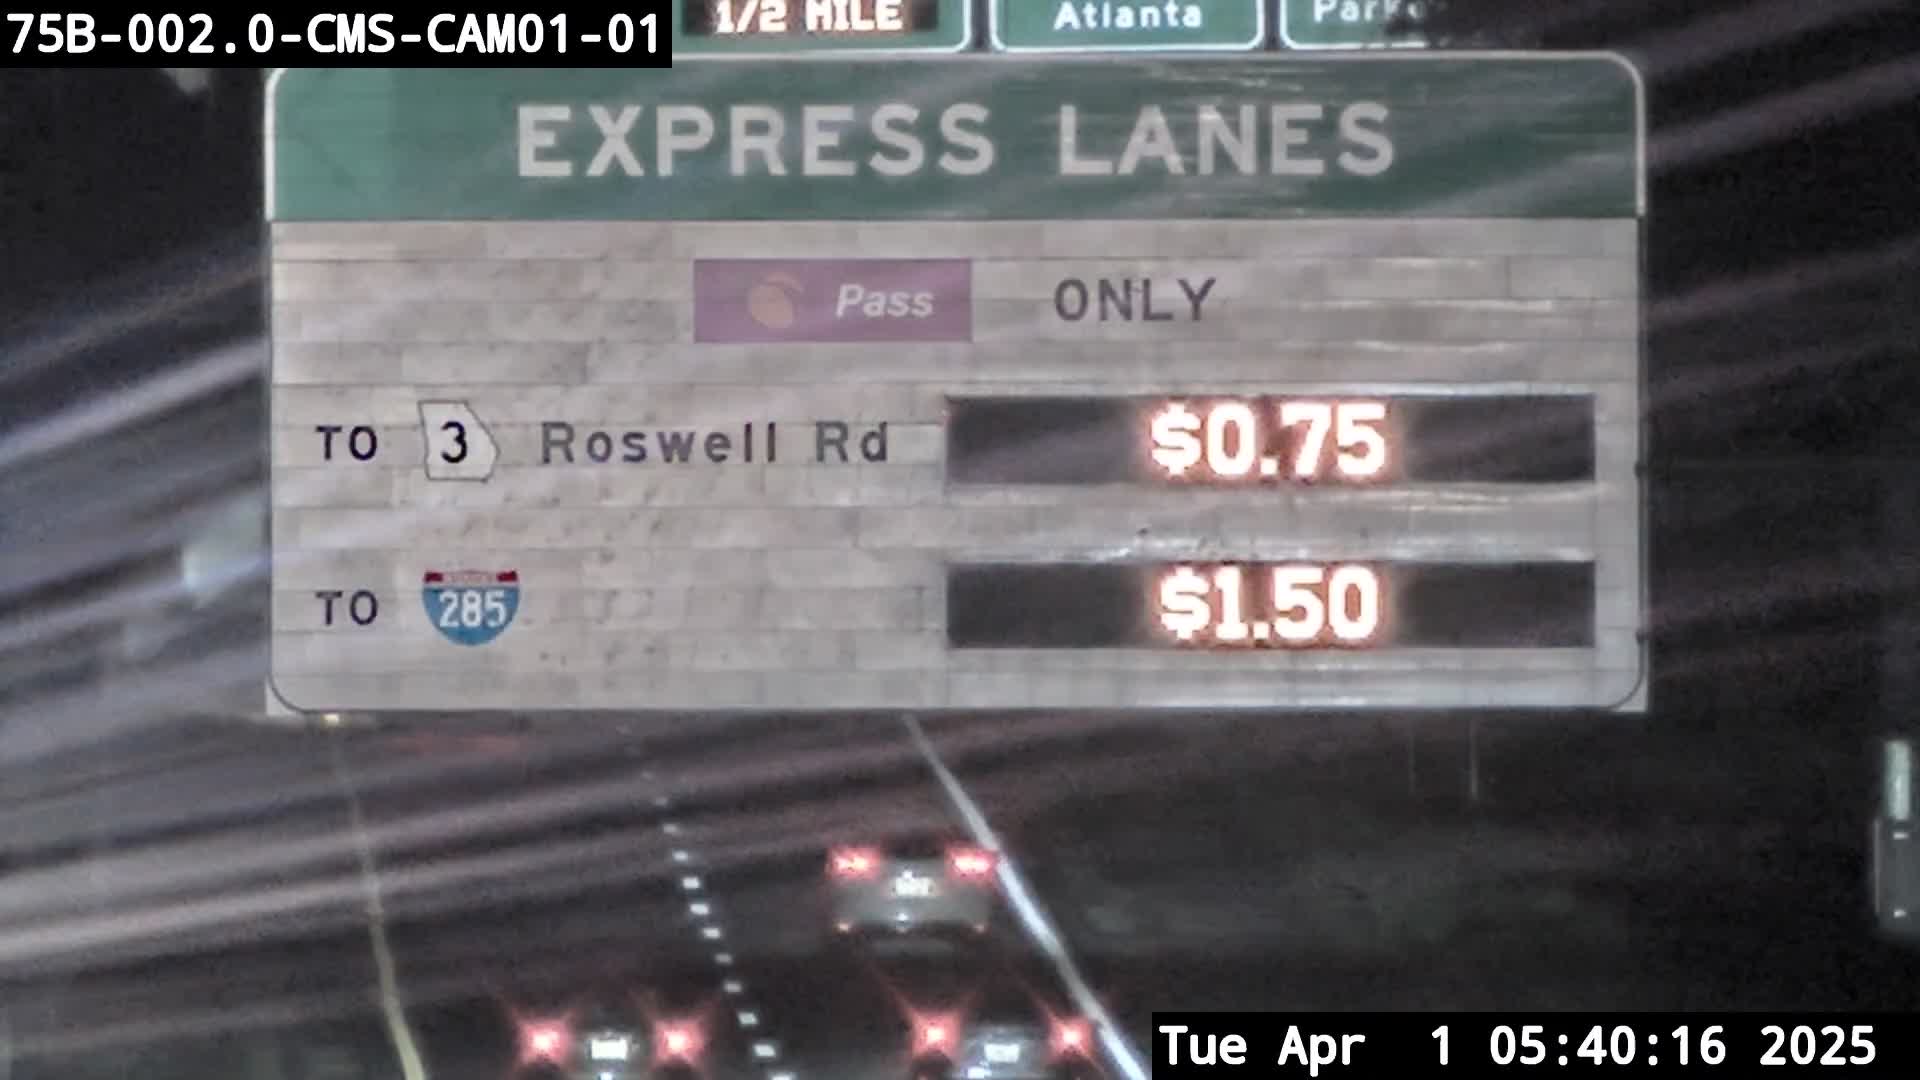 75B-002.0-CMS-CAM01-01
1/2 MILE
Atlanta
EXPRESS LANES
Pass ONLY
TO 3 Roswell Rd $0.75
TO 285 $1.50
Tue Apr 1 05:40:16 2025